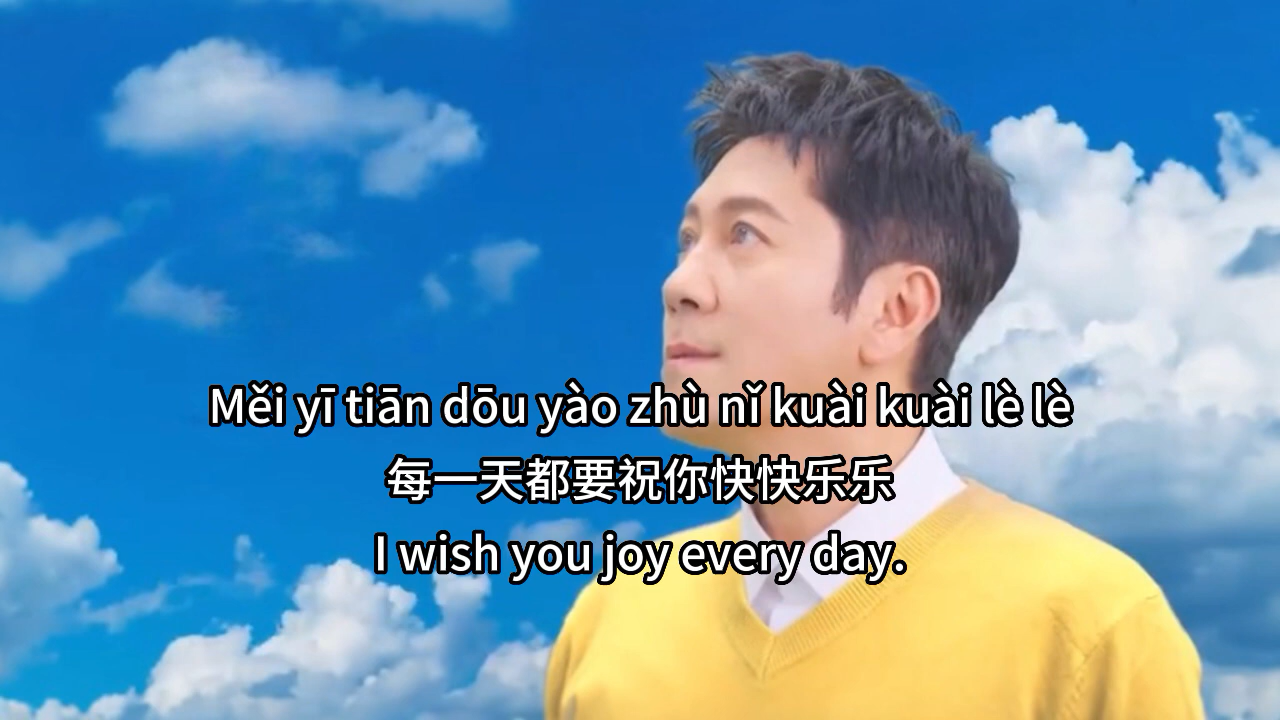 Měi yī tiān dōu yào zhù nǐ kuài kuài lè lè
每一天都要祝你快快乐乐
I wish you joy every day.